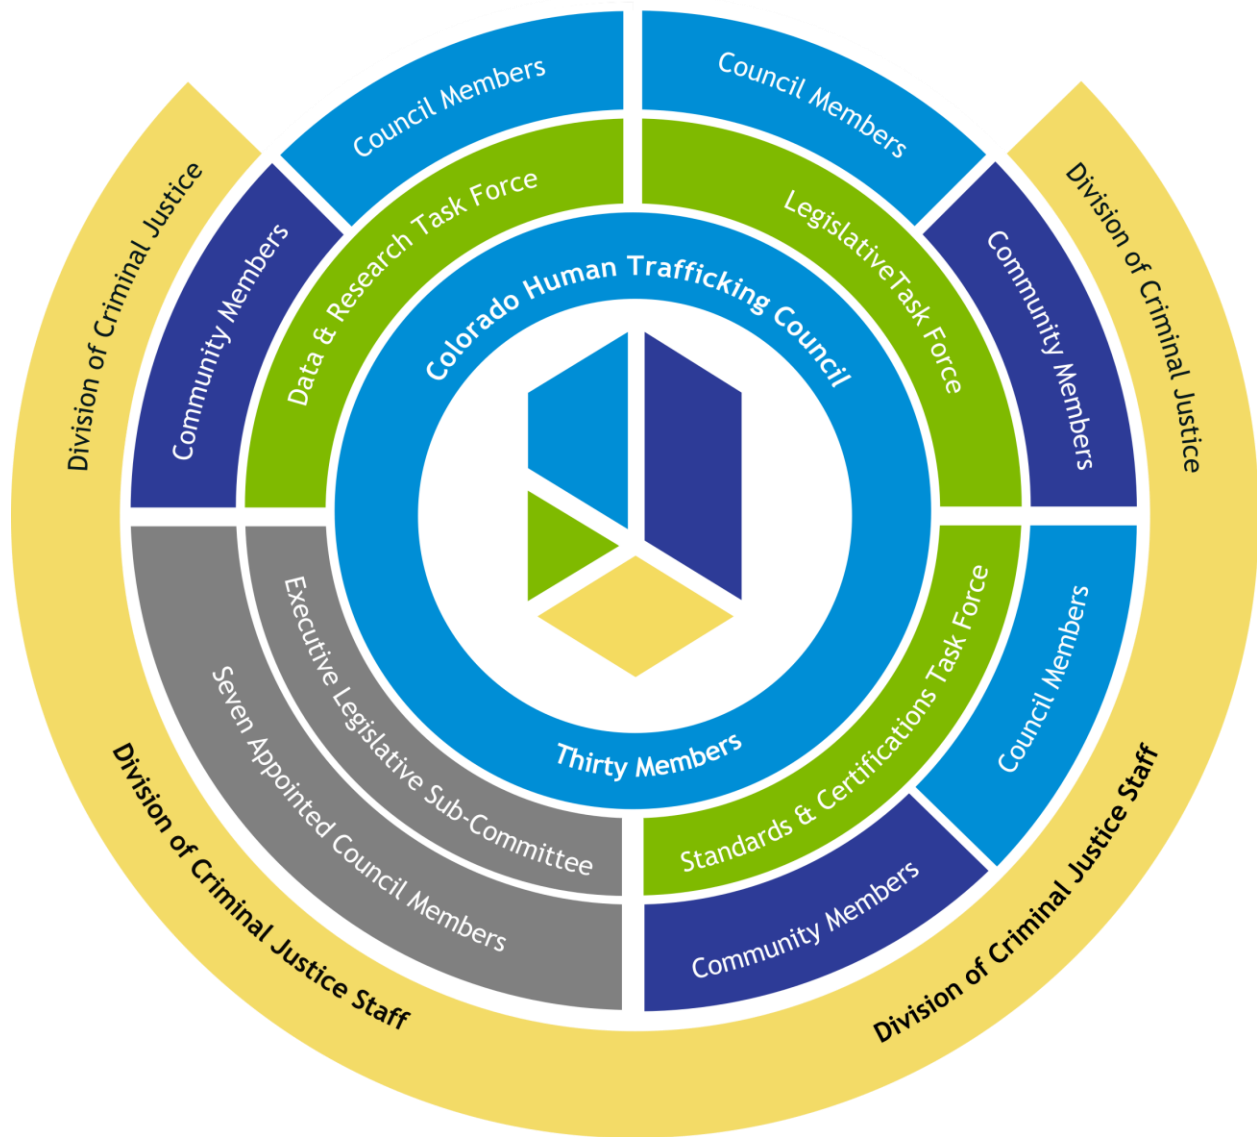 Council Members
Council Members
Division of Criminal Justice
Community Members
Data & Research Task Force
LegislativeTask Force
Community Members
Division of Criminal Justice
Colorado Human Trafficking Council
Thirty Members
Executive Legislative Sub-Committee
Seven Appointed Council Members
Standards & Certifications Task Force
Council Members
Community Members
Division of Criminal Justice Staff
Division of Criminal Justice Staff